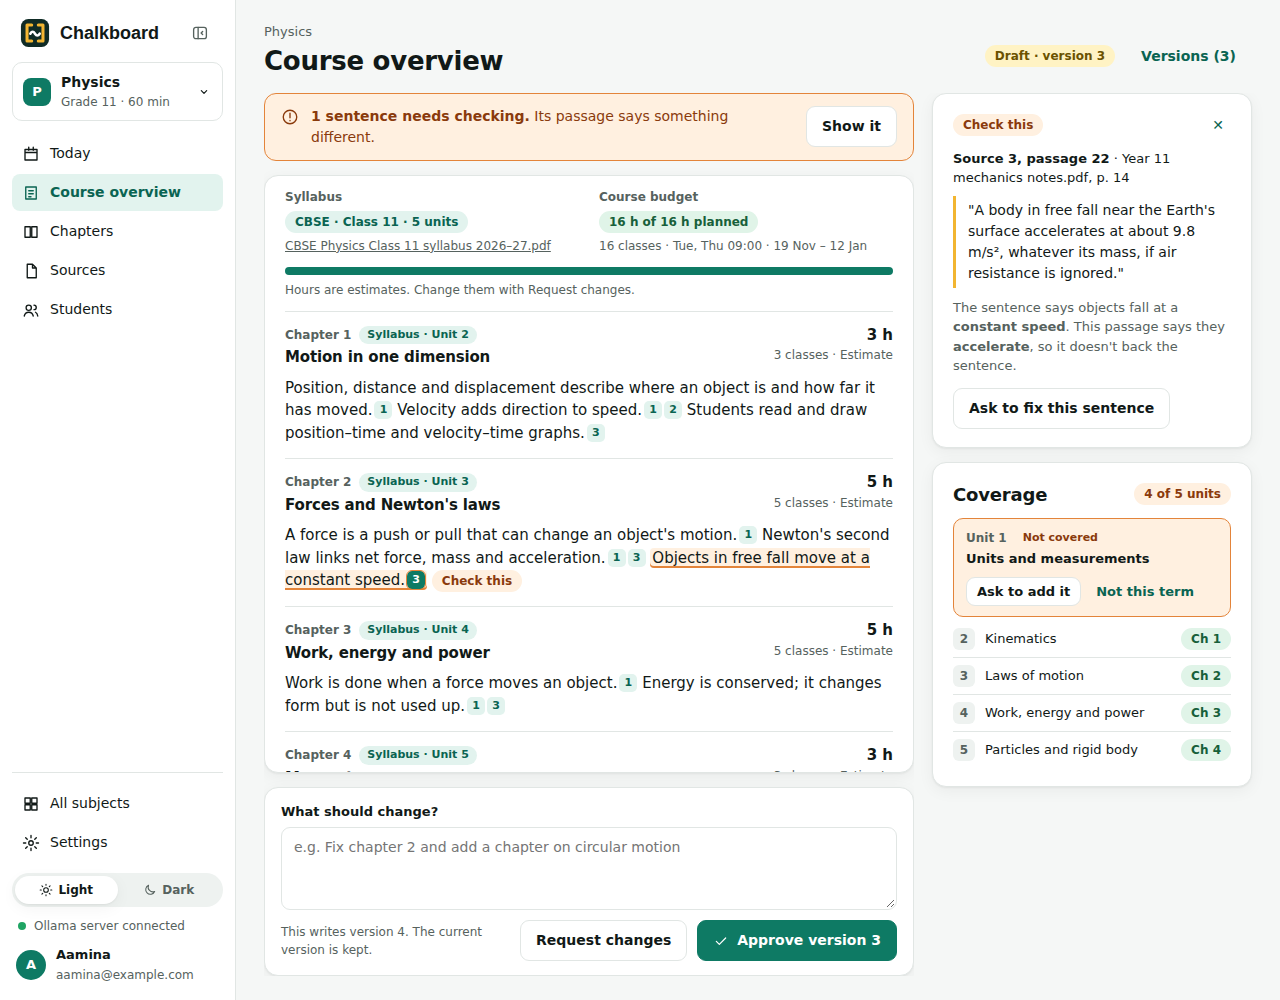 Chalkboard
P
Physics
Grade 11 · 60 min
Today
Course overview
Chapters
Sources
Students
All subjects
Settings
Light
Dark
Ollama server connected
A
Aamina
aamina@example.com
Physics
Course overview
Draft · version 3
Versions (3)
1 sentence needs checking. Its passage says something
different.
Show it
Syllabus
CBSE · Class 11 · 5 units
CBSE Physics Class 11 syllabus 2026–27.pdf
Course budget
16 h of 16 h planned
16 classes · Tue, Thu 09:00 · 19 Nov – 12 Jan
Hours are estimates. Change them with Request changes.
Chapter 1 Syllabus · Unit 2
3 h
Motion in one dimension
3 classes · Estimate
Position, distance and displacement describe where an object is and how far it
has moved. 1 Velocity adds direction to speed. 1 2 Students read and draw
position–time and velocity–time graphs. 3
Chapter 2 Syllabus · Unit 3
5 h
Forces and Newton's laws
5 classes · Estimate
A force is a push or pull that can change an object's motion. 1 Newton's second
law links net force, mass and acceleration. 1 3 Objects in free fall move at a
constant speed. 3 Check this
Chapter 3 Syllabus · Unit 4
5 h
Work, energy and power
5 classes · Estimate
Work is done when a force moves an object. 1 Energy is conserved; it changes
form but is not used up. 1 3
Chapter 4 Syllabus · Unit 5
3 h
What should change?
e.g. Fix chapter 2 and add a chapter on circular motion
This writes version 4. The current
version is kept.
Request changes
Approve version 3
Check this
Source 3, passage 22 · Year 11
mechanics notes.pdf, p. 14
"A body in free fall near the Earth's
surface accelerates at about 9.8
m/s², whatever its mass, if air
resistance is ignored."
The sentence says objects fall at a
constant speed. This passage says they
accelerate, so it doesn't back the
sentence.
Ask to fix this sentence
Coverage
4 of 5 units
Unit 1 Not covered
Units and measurements
Ask to add it
Not this term
2 Kinematics Ch 1
3 Laws of motion Ch 2
4 Work, energy and power Ch 3
5 Particles and rigid body Ch 4